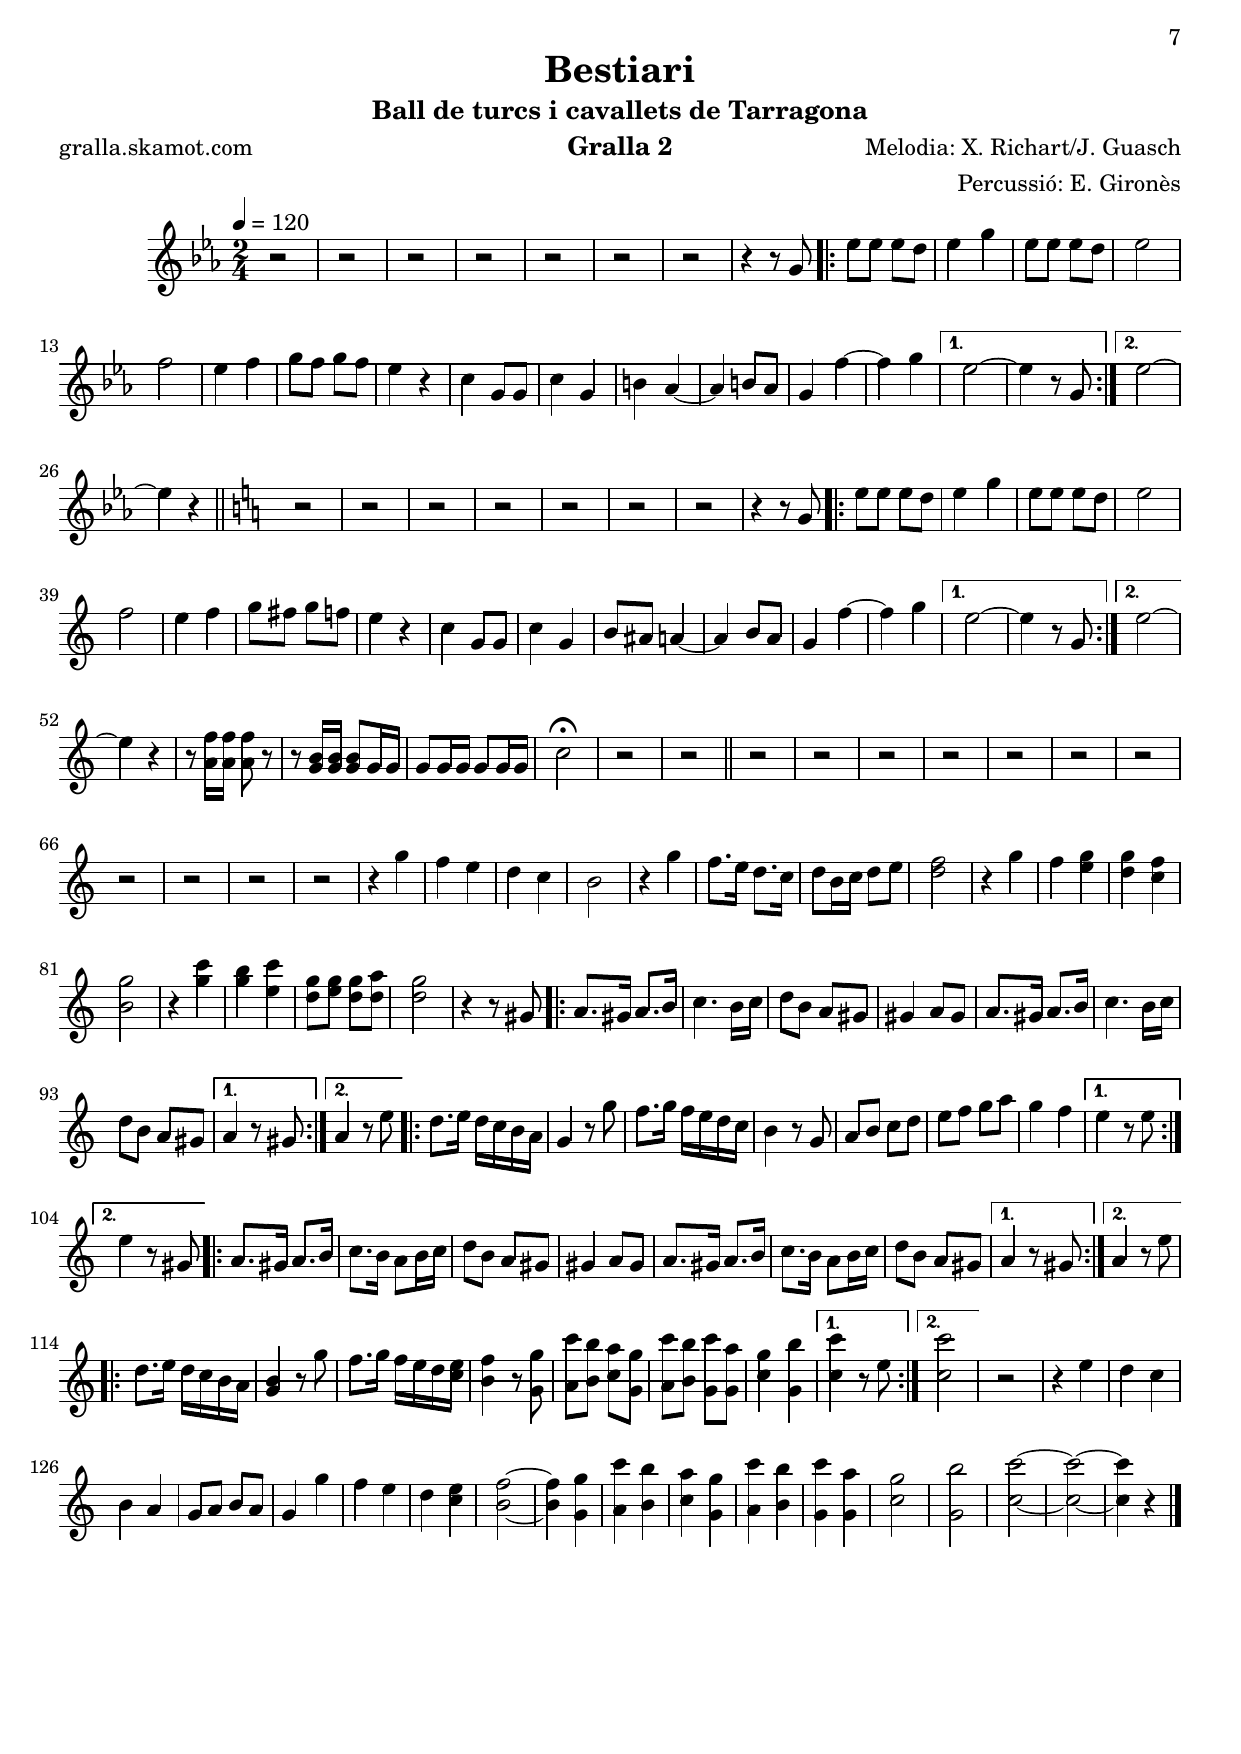 7
Bestiari
Ball de turcs i cavallets de Tarragona
gralla.skamot.com Gralla 2 Melodia: X. Richart/J. Guasch
Percussió: E. Gironès
= 120
2
4
13
1. 2.
26
39
1. 2.
52
66
81
93
1. 2. 1.
104
2. 1. 2.
114
1. 2.
126